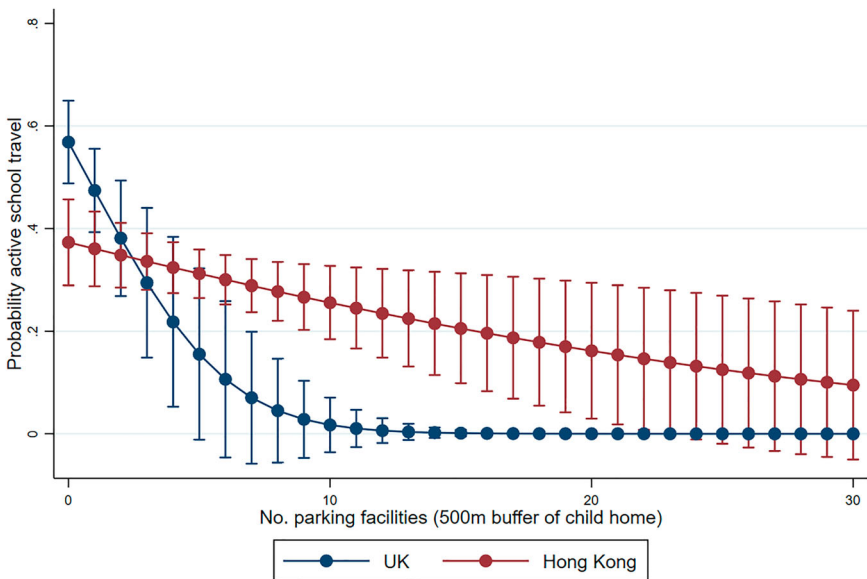 Probability active school travel
.8
.6
.4
.2
0
0 10 20 30
No. parking facilities (500m buffer of child home)
UK Hong Kong